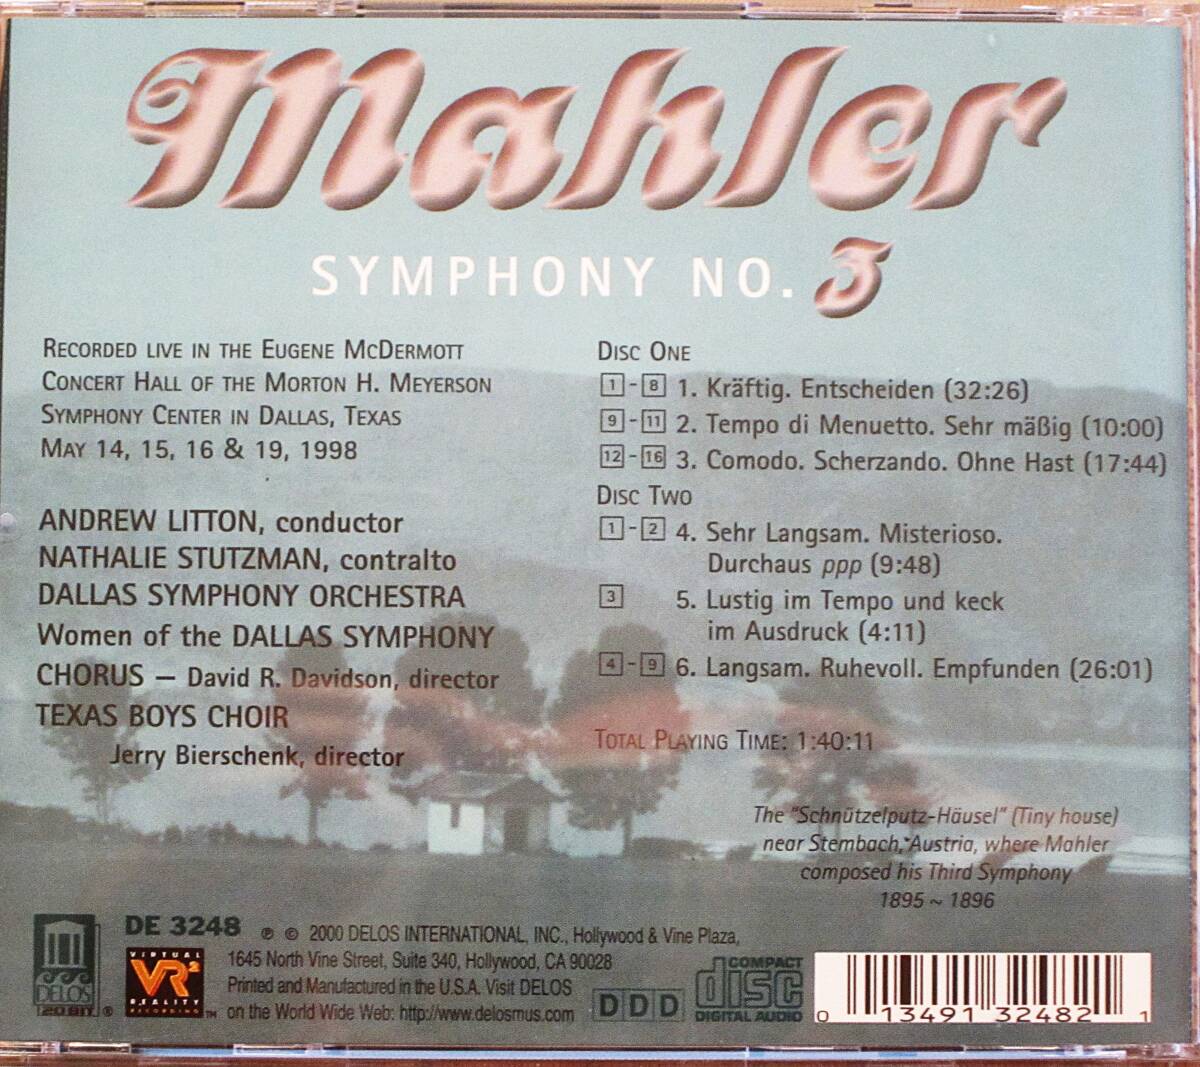 Mahler
SYMPHONY NO. 3
RECORDED LIVE IN THE EUGENE MCDERMOTT
CONCERT HALL OF THE MORTON H. MEYERSON
SYMPHONY CENTER IN DALLAS, TEXAS
MAY 14, 15, 16 & 19, 1998
ANDREW LITTON, conductor
NATHALIE STUTZMAN, contralto
DALLAS SYMPHONY ORCHESTRA
Women of the DALLAS SYMPHONY
CHORUS — David R. Davidson, director
TEXAS BOYS CHOIR
Jerry Bierschenk, director
DISC ONE
1 - 8 1. Kräftig. Entscheiden (32:26)
9 - 11 2. Tempo di Menuetto. Sehr mäßig (10:00)
12 - 16 3. Comodo. Scherzando. Ohne Hast (17:44)
DISC TWO
1 - 2 4. Sehr Langsam. Misterioso.
Durchaus ppp (9:48)
3 5. Lustig im Tempo und keck
im Ausdruck (4:11)
4 - 9 6. Langsam. Ruhevoll. Empfunden (26:01)
TOTAL PLAYING TIME: 1:40:11
The "Schnützelputz-Häusel" (Tiny house)
near Stembach, Austria, where Mahler
composed his Third Symphony
1895 ~ 1896
DELOS
20 BIT ®
DE 3248 ℗ © 2000 DELOS INTERNATIONAL, INC., Hollywood & Vine Plaza,
1645 North Vine Street, Suite 340, Hollywood, CA 90028
Printed and Manufactured in the U.S.A. Visit DELOS
on the World Wide Web: http://www.delosmus.com
VIRTUAL
VR²
REALITY
RECORDING ™
DDD
COMPACT
disc
DIGITAL AUDIO
0 13491 32482 1